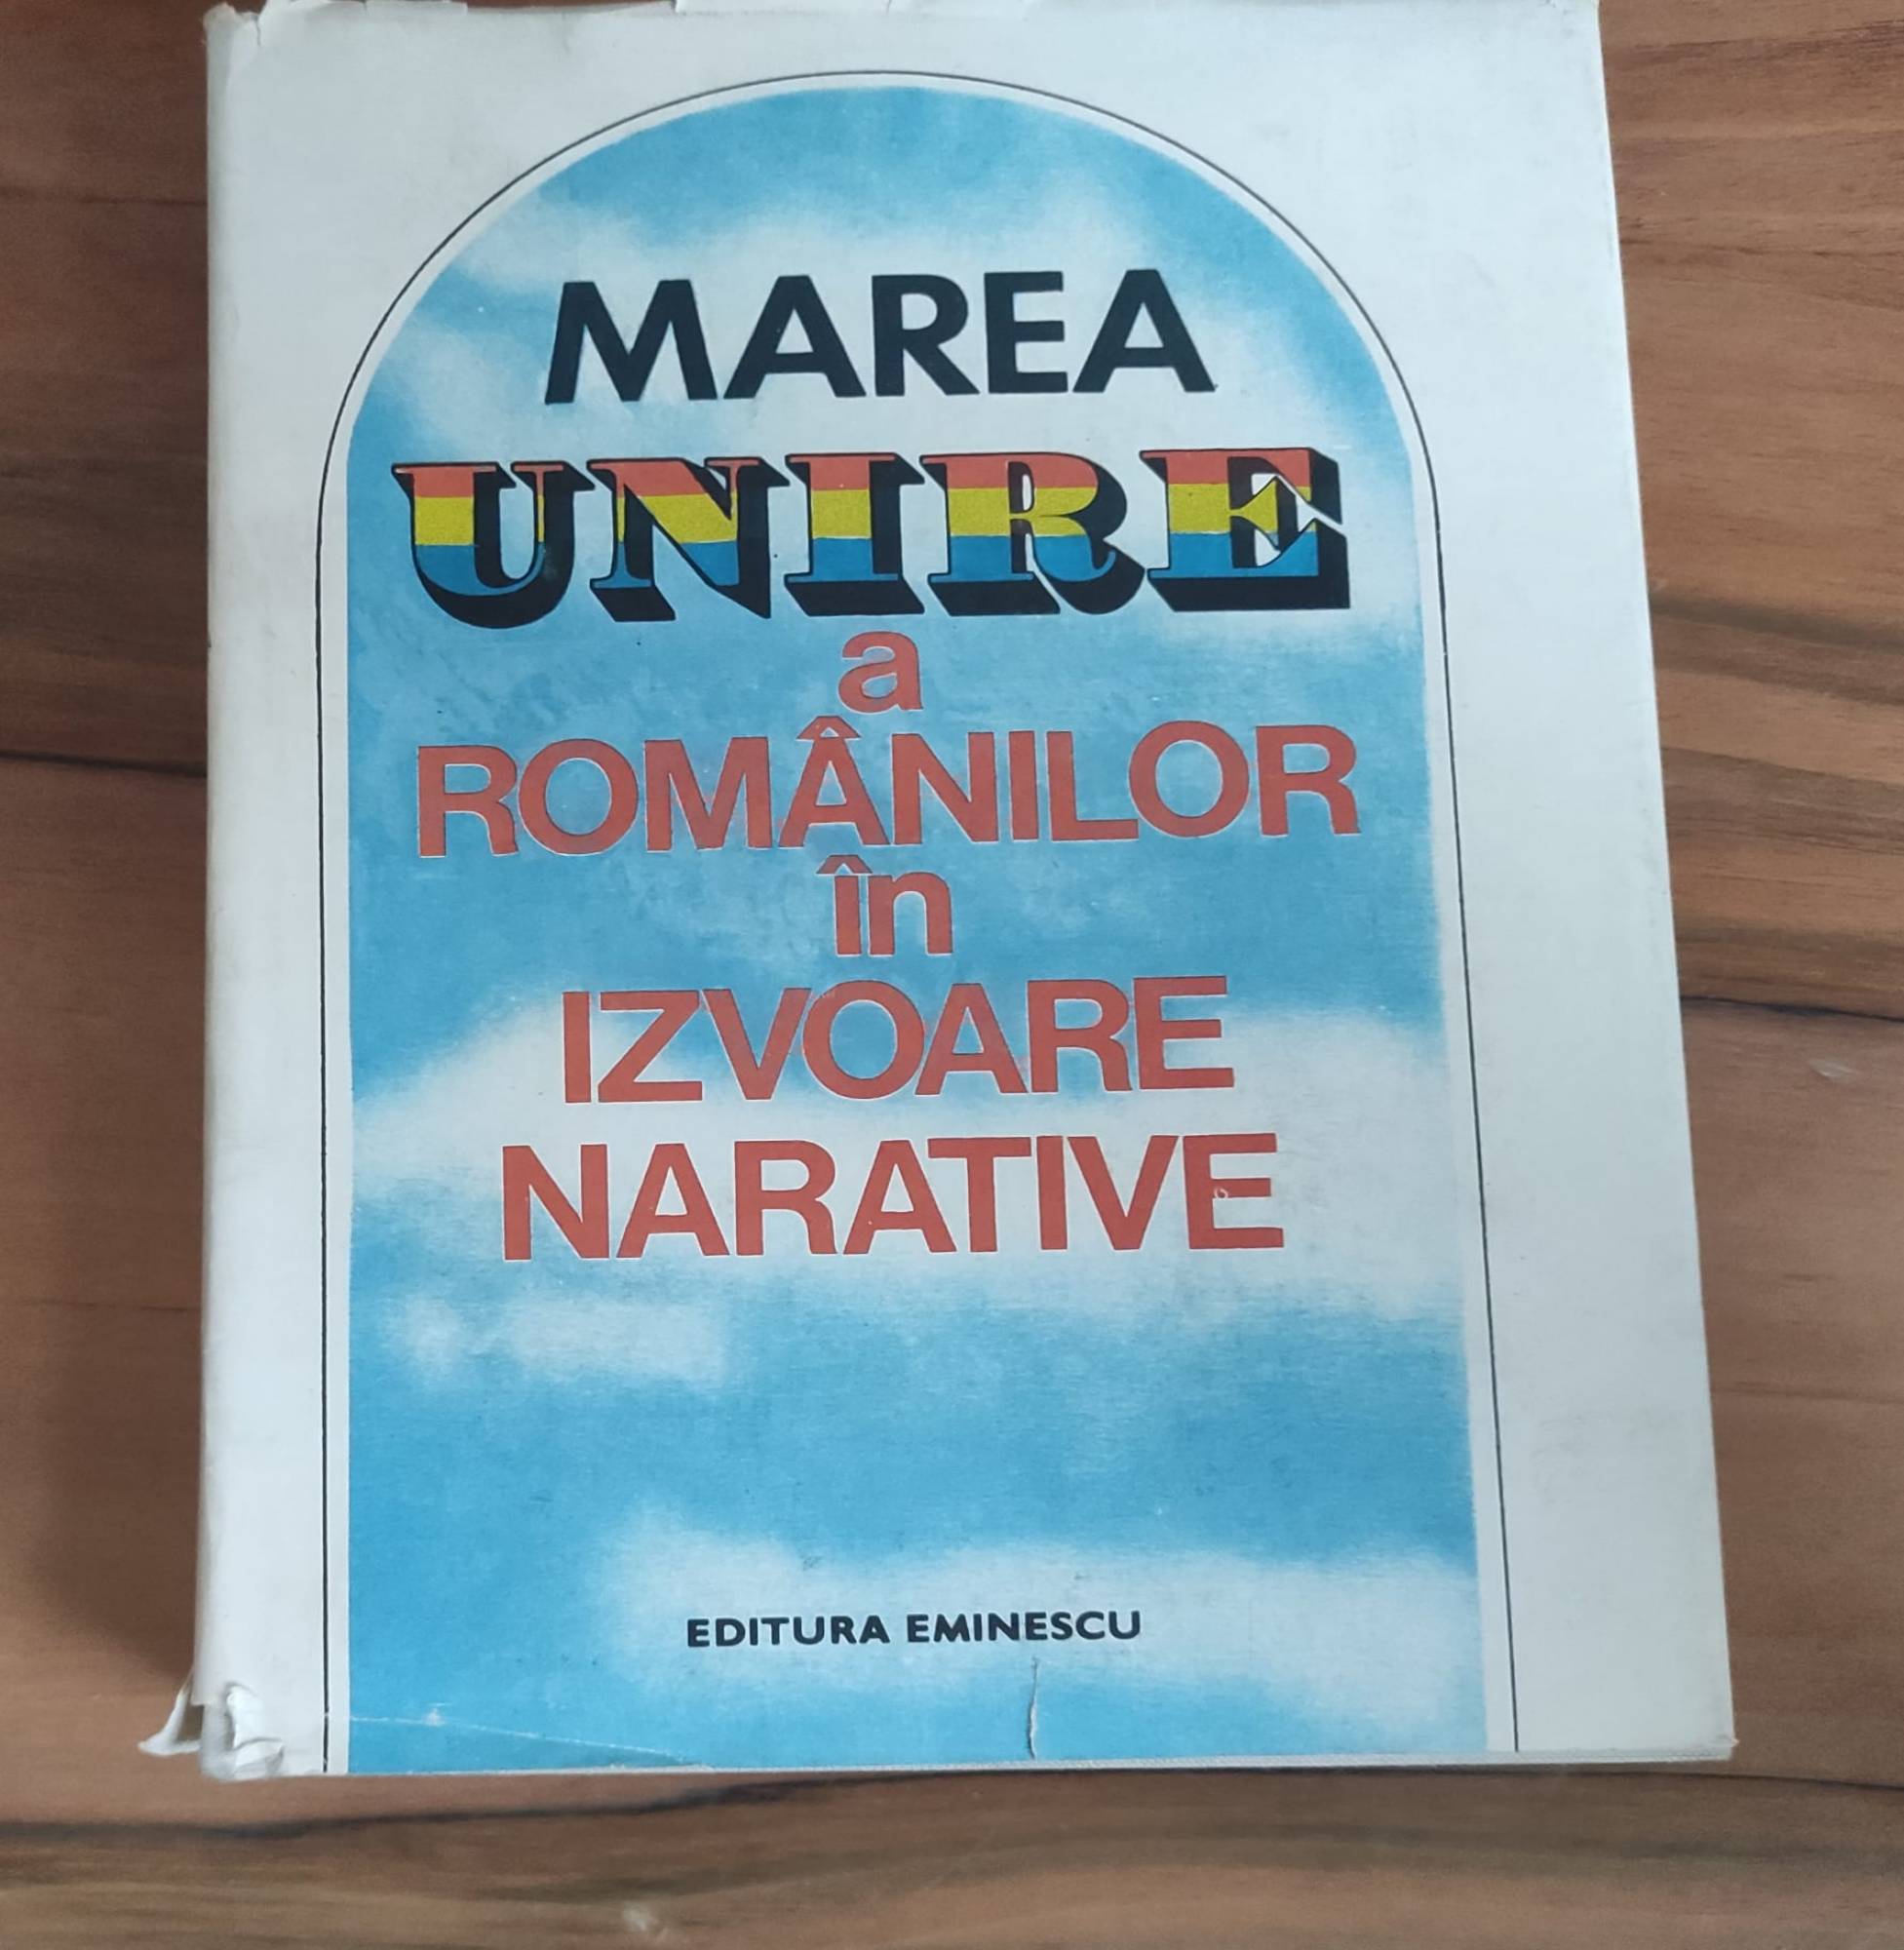 MAREA
UNIRE
a
ROMÂNILOR
în
IZVOARE
NARATIVE
EDITURA EMINESCU